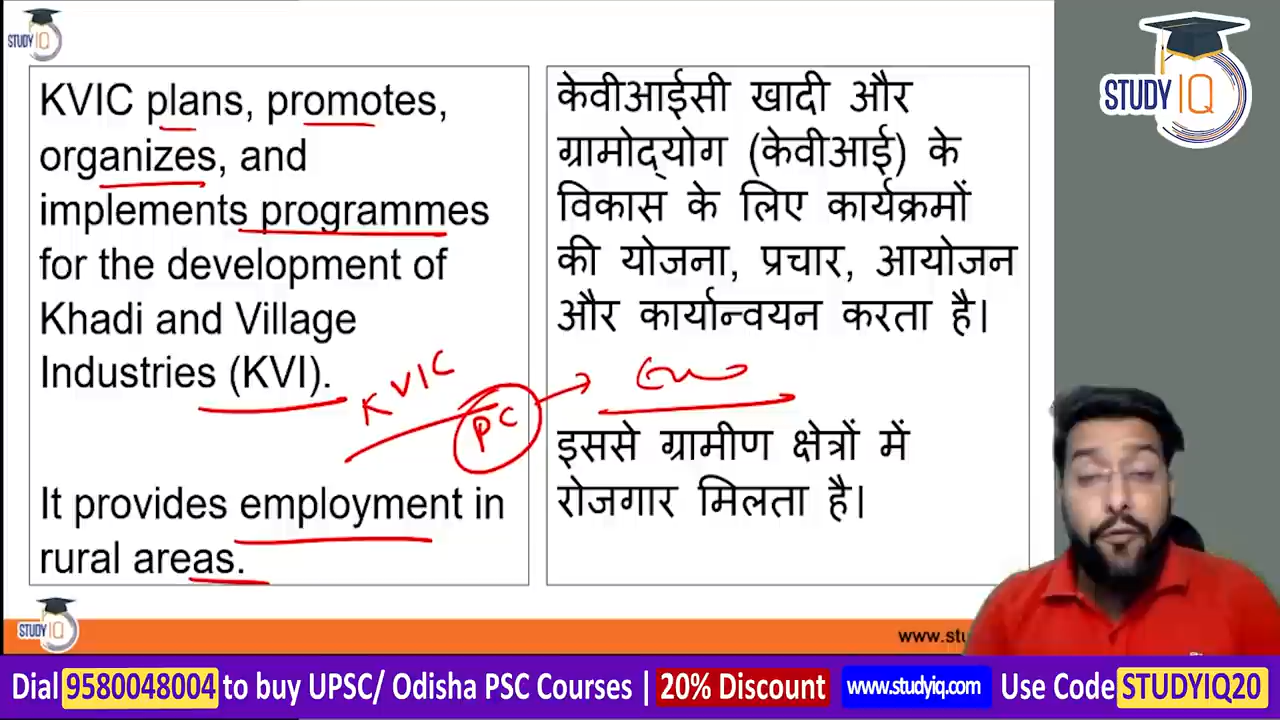 STUDY IQ
KVIC plans, promotes,
organizes, and
implements programmes
for the development of
Khadi and Village
Industries (KVI).
KVIC
PC
It provides employment in
rural areas.
केवीआईसी खादी और
ग्रामोद्योग (केवीआई) के
विकास के लिए कार्यक्रमों
की योजना, प्रचार, आयोजन
और कार्यान्वयन करता है।
इससे ग्रामीण क्षेत्रों में
रोजगार मिलता है।
STUDY IQ
STUDY IQ
www.stu
Dial 9580048004 to buy UPSC/ Odisha PSC Courses | 20% Discount www.studyiq.com Use Code STUDYIQ20